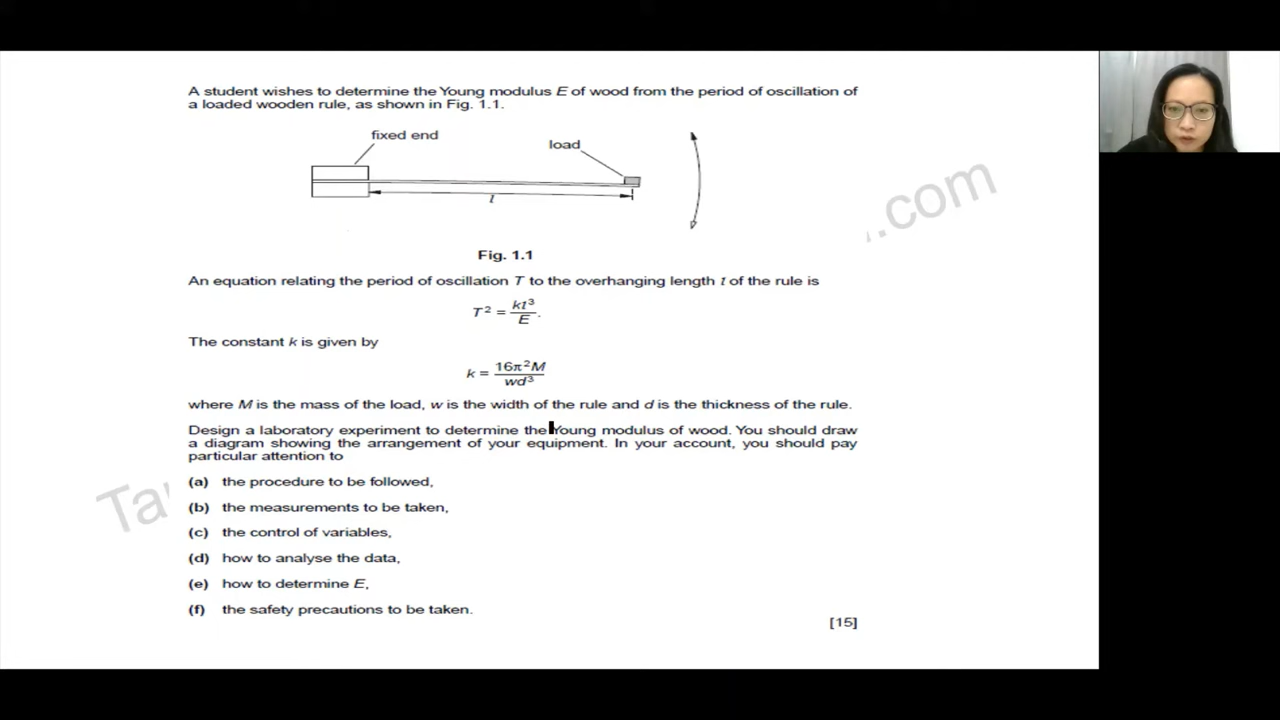 A student wishes to determine the Young modulus E of wood from the period of oscillation of
a loaded wooden rule, as shown in Fig. 1.1.
fixed end
load
l
Fig. 1.1
An equation relating the period of oscillation T to the overhanging length l of the rule is
T² = kl³/E.
The constant k is given by
k = 16π²M/wd³
where M is the mass of the load, w is the width of the rule and d is the thickness of the rule.
Design a laboratory experiment to determine the Young modulus of wood. You should draw
a diagram showing the arrangement of your equipment. In your account, you should pay
particular attention to
(a) the procedure to be followed,
(b) the measurements to be taken,
(c) the control of variables,
(d) how to analyse the data,
(e) how to determine E,
(f) the safety precautions to be taken.
[15]
.com